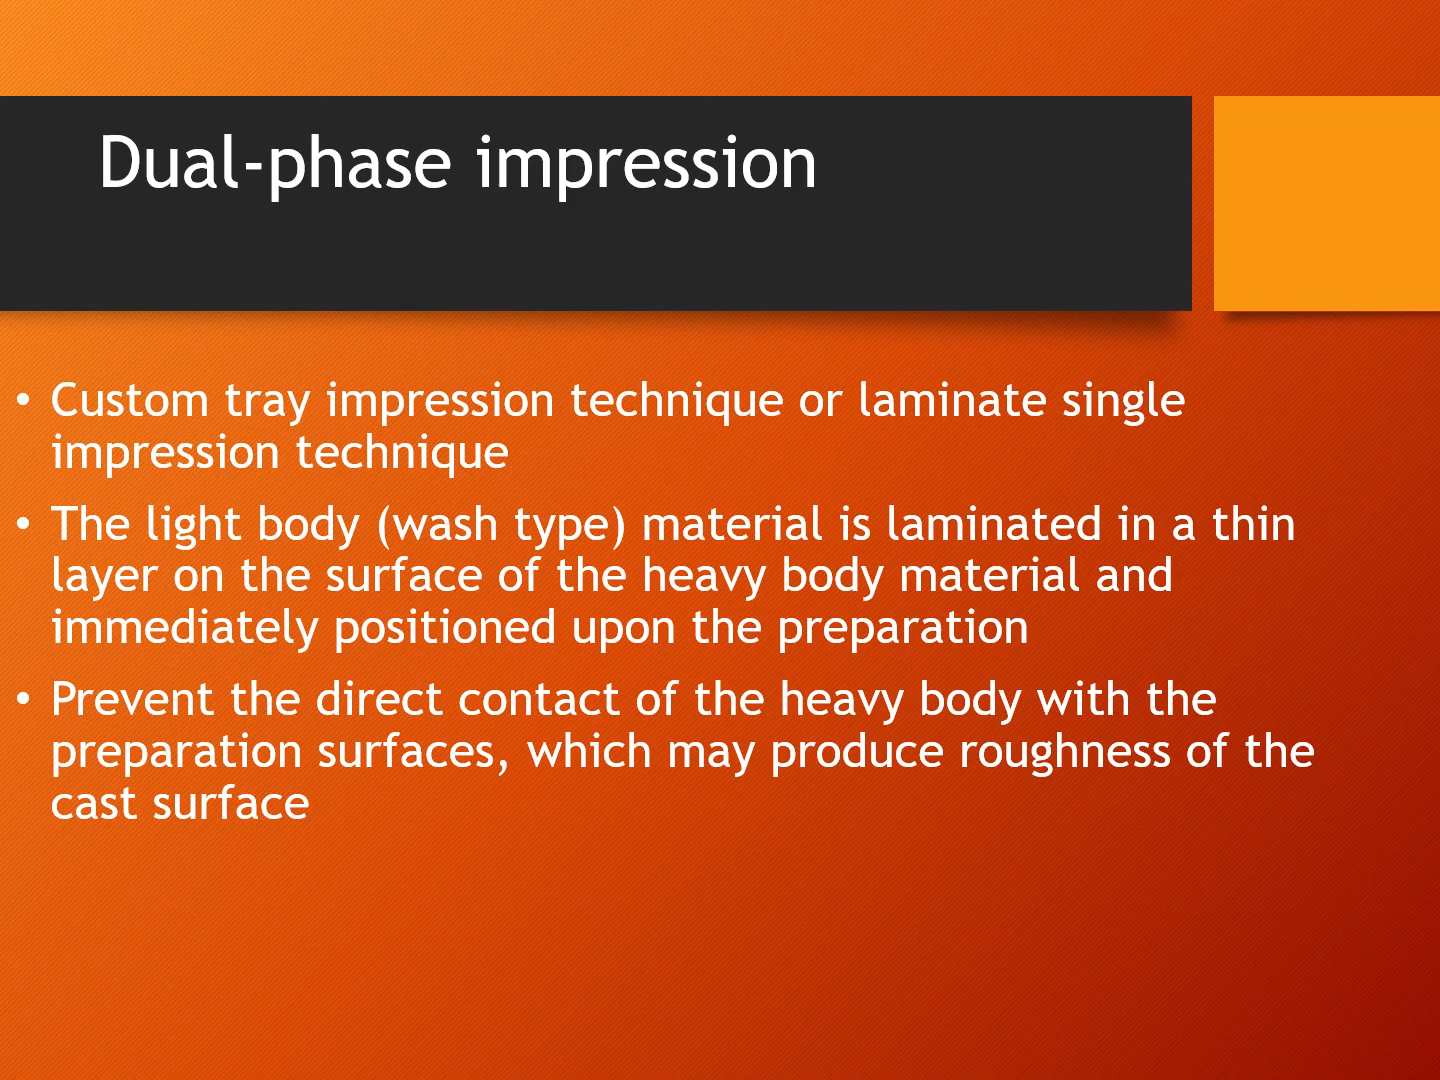 Dual-phase impression
• Custom tray impression technique or laminate single
impression technique
• The light body (wash type) material is laminated in a thin
layer on the surface of the heavy body material and
immediately positioned upon the preparation
• Prevent the direct contact of the heavy body with the
preparation surfaces, which may produce roughness of the
cast surface